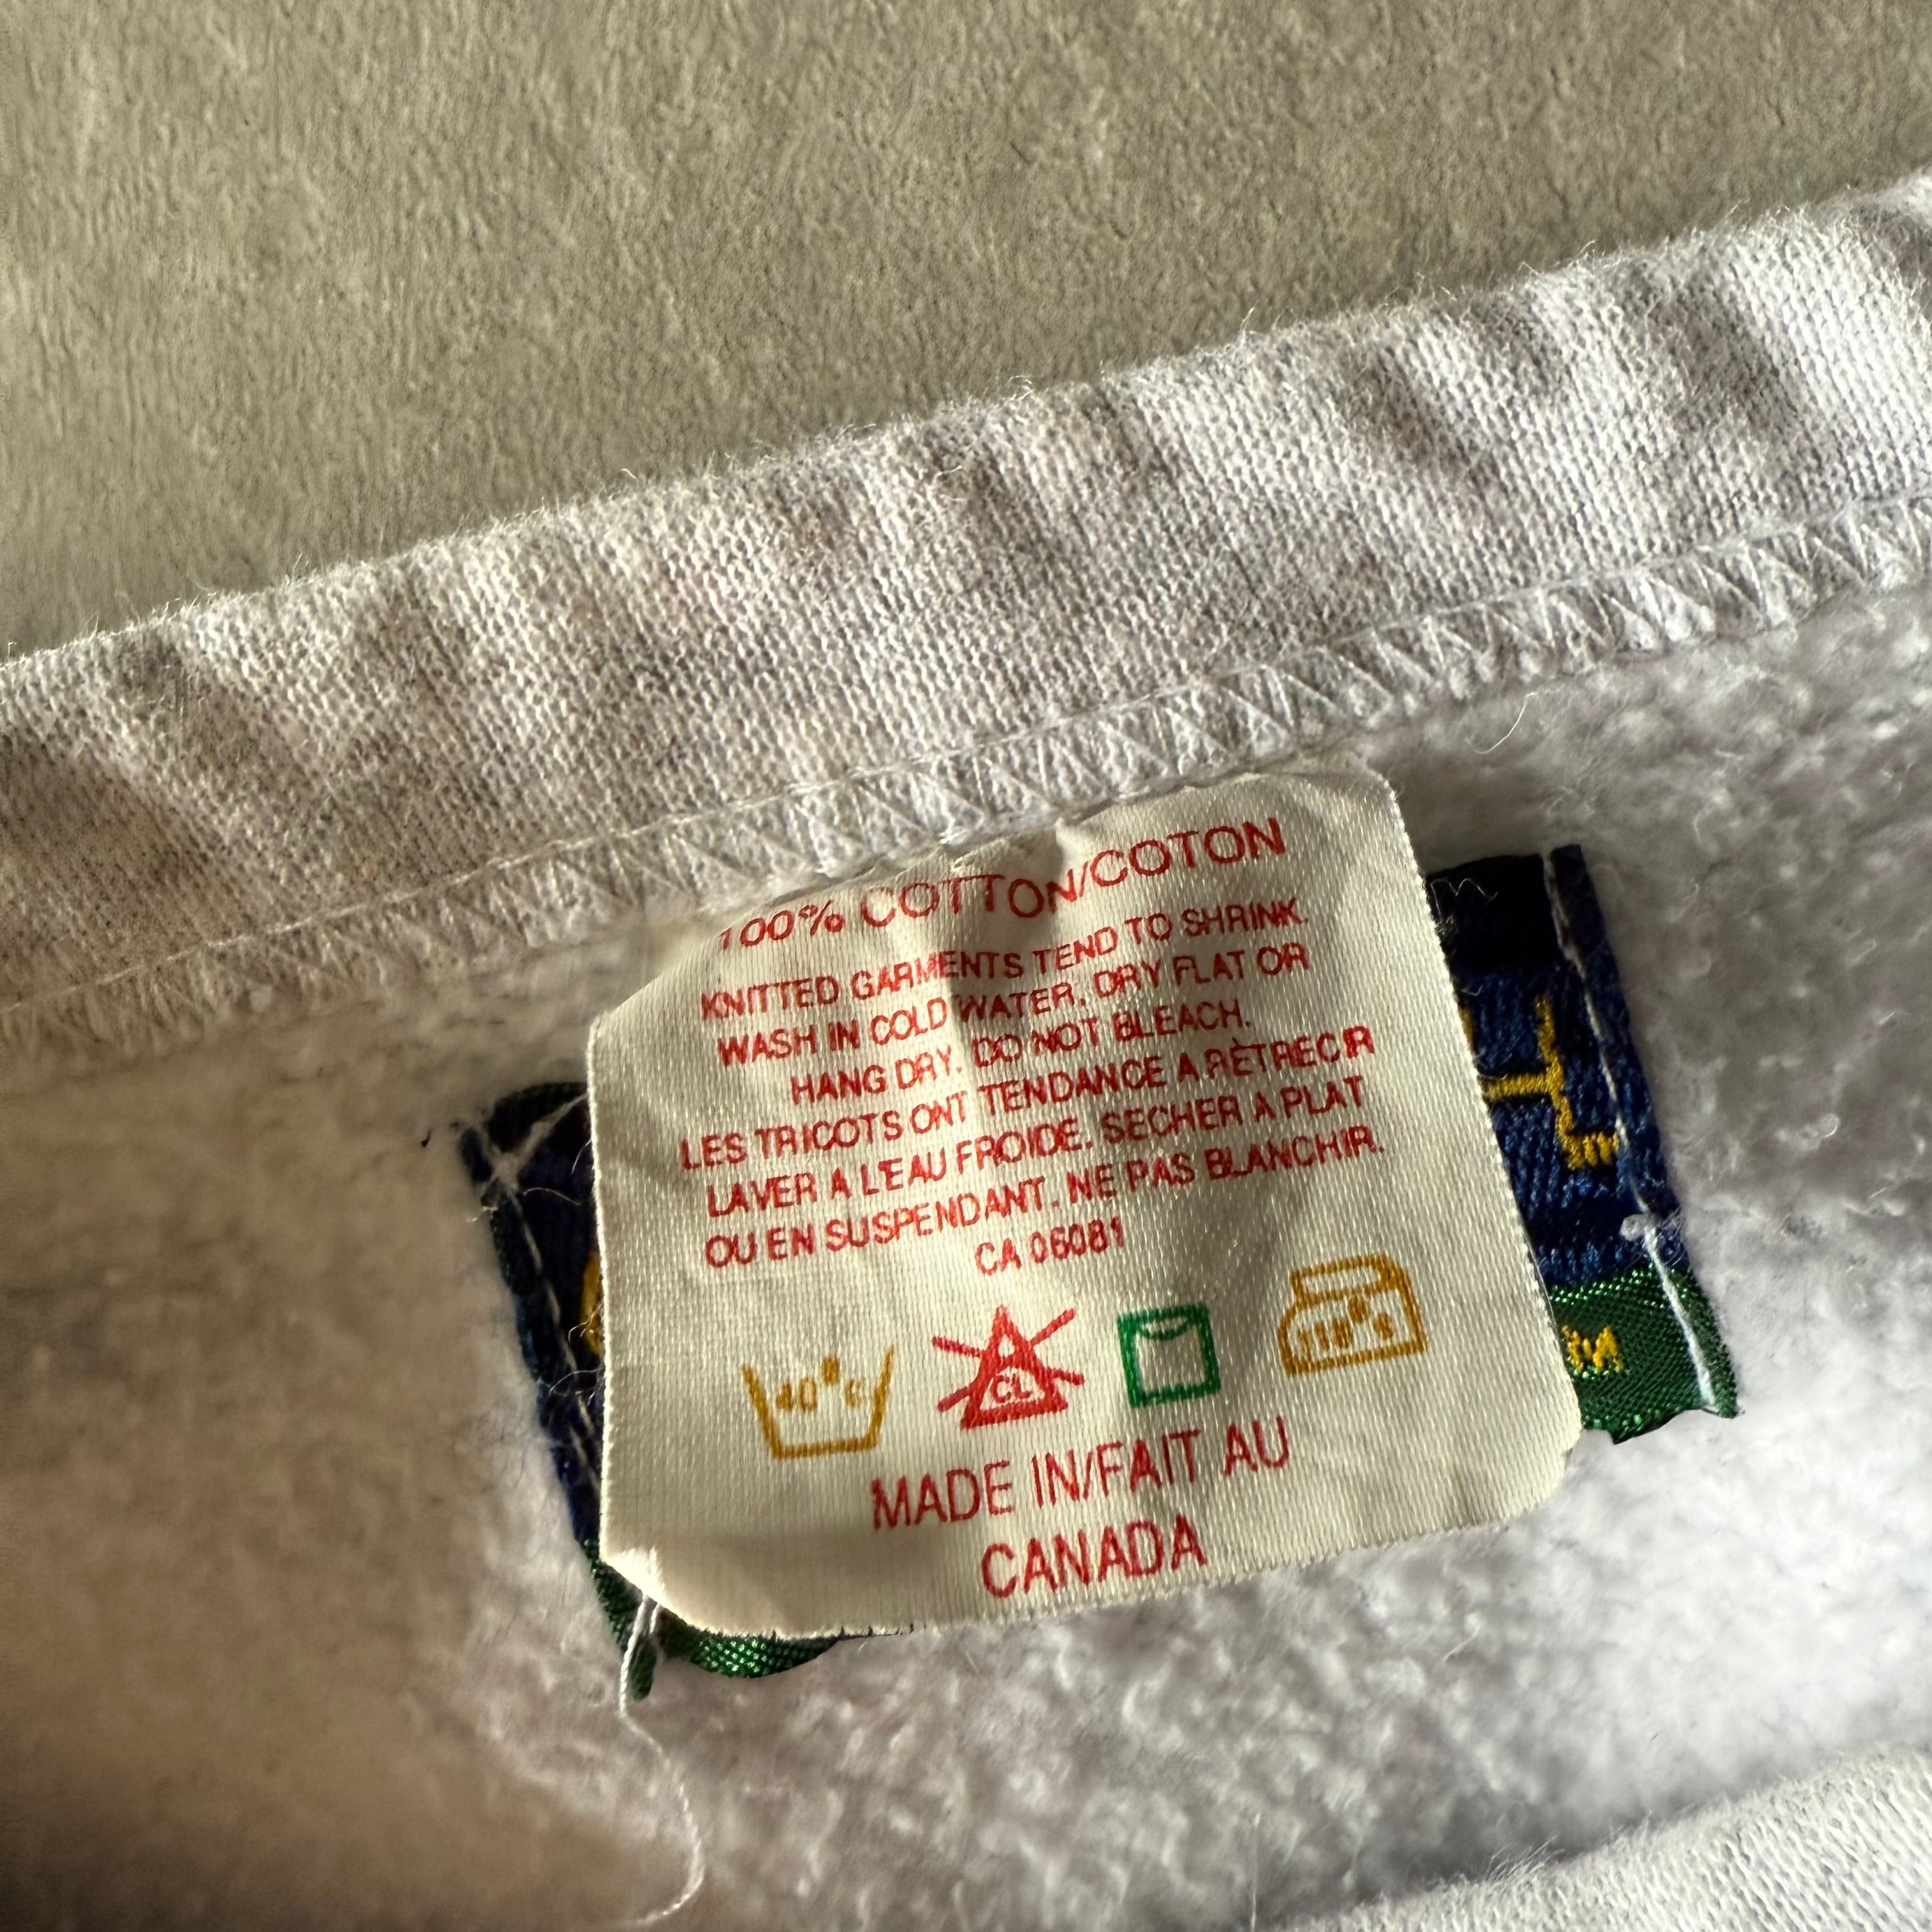 100% COTTON/COTON
KNITTED GARMENTS TEND TO SHRINK.
WASH IN COLD WATER. DRY FLAT OR
HANG DRY. DO NOT BLEACH.
LES TRICOTS ONT TENDANCE A RÈTRECIR
LAVER A L'EAU FROIDE. SECHER A PLAT
OU EN SUSPENDANT. NE PAS BLANCHIR.
CA 06081
40°C CL 110°C
MADE IN/FAIT AU
CANADA